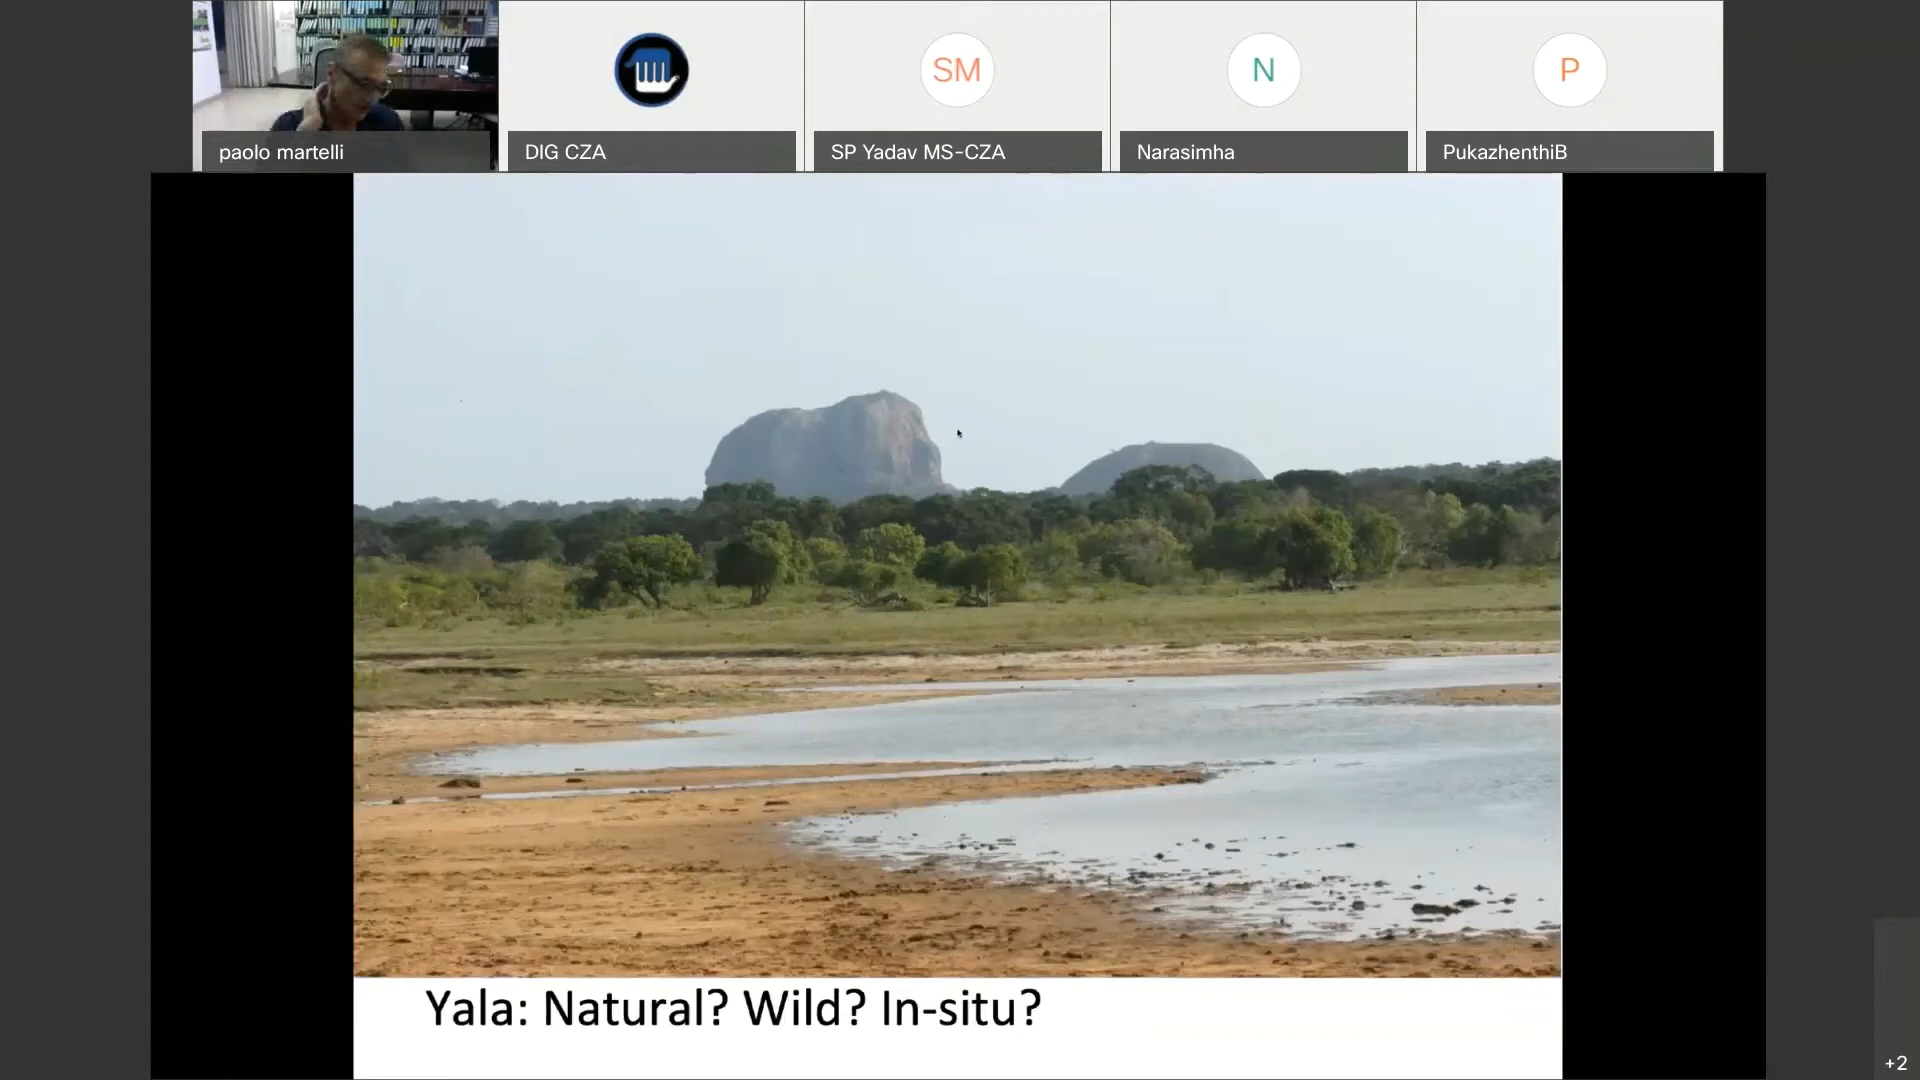 paolo martelli
DIG CZA
SM
SP Yadav MS-CZA
N
Narasimha
P
PukazhenthiB
Yala: Natural? Wild? In-situ?
+2